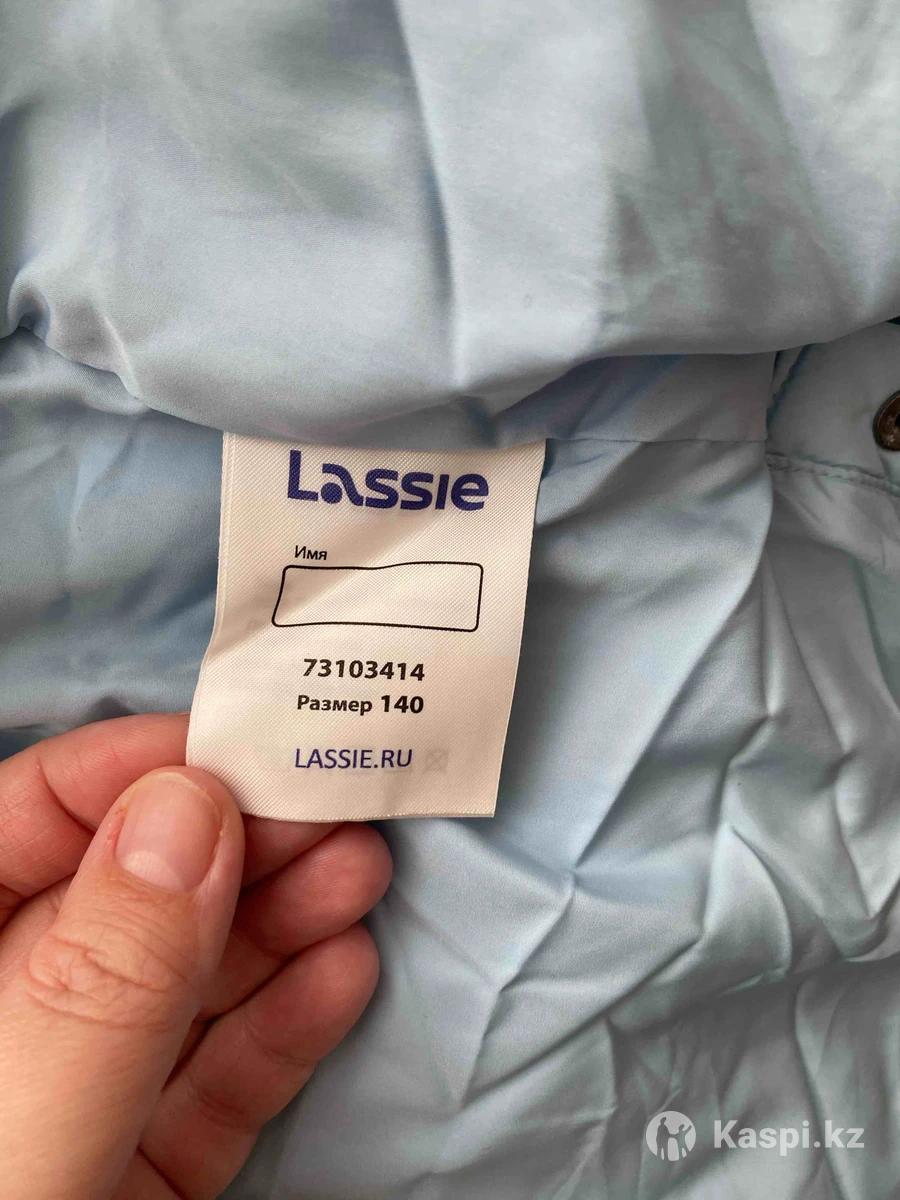 Lassie
Имя
73103414
Размер 140
LASSIE.RU
Kaspi.kz